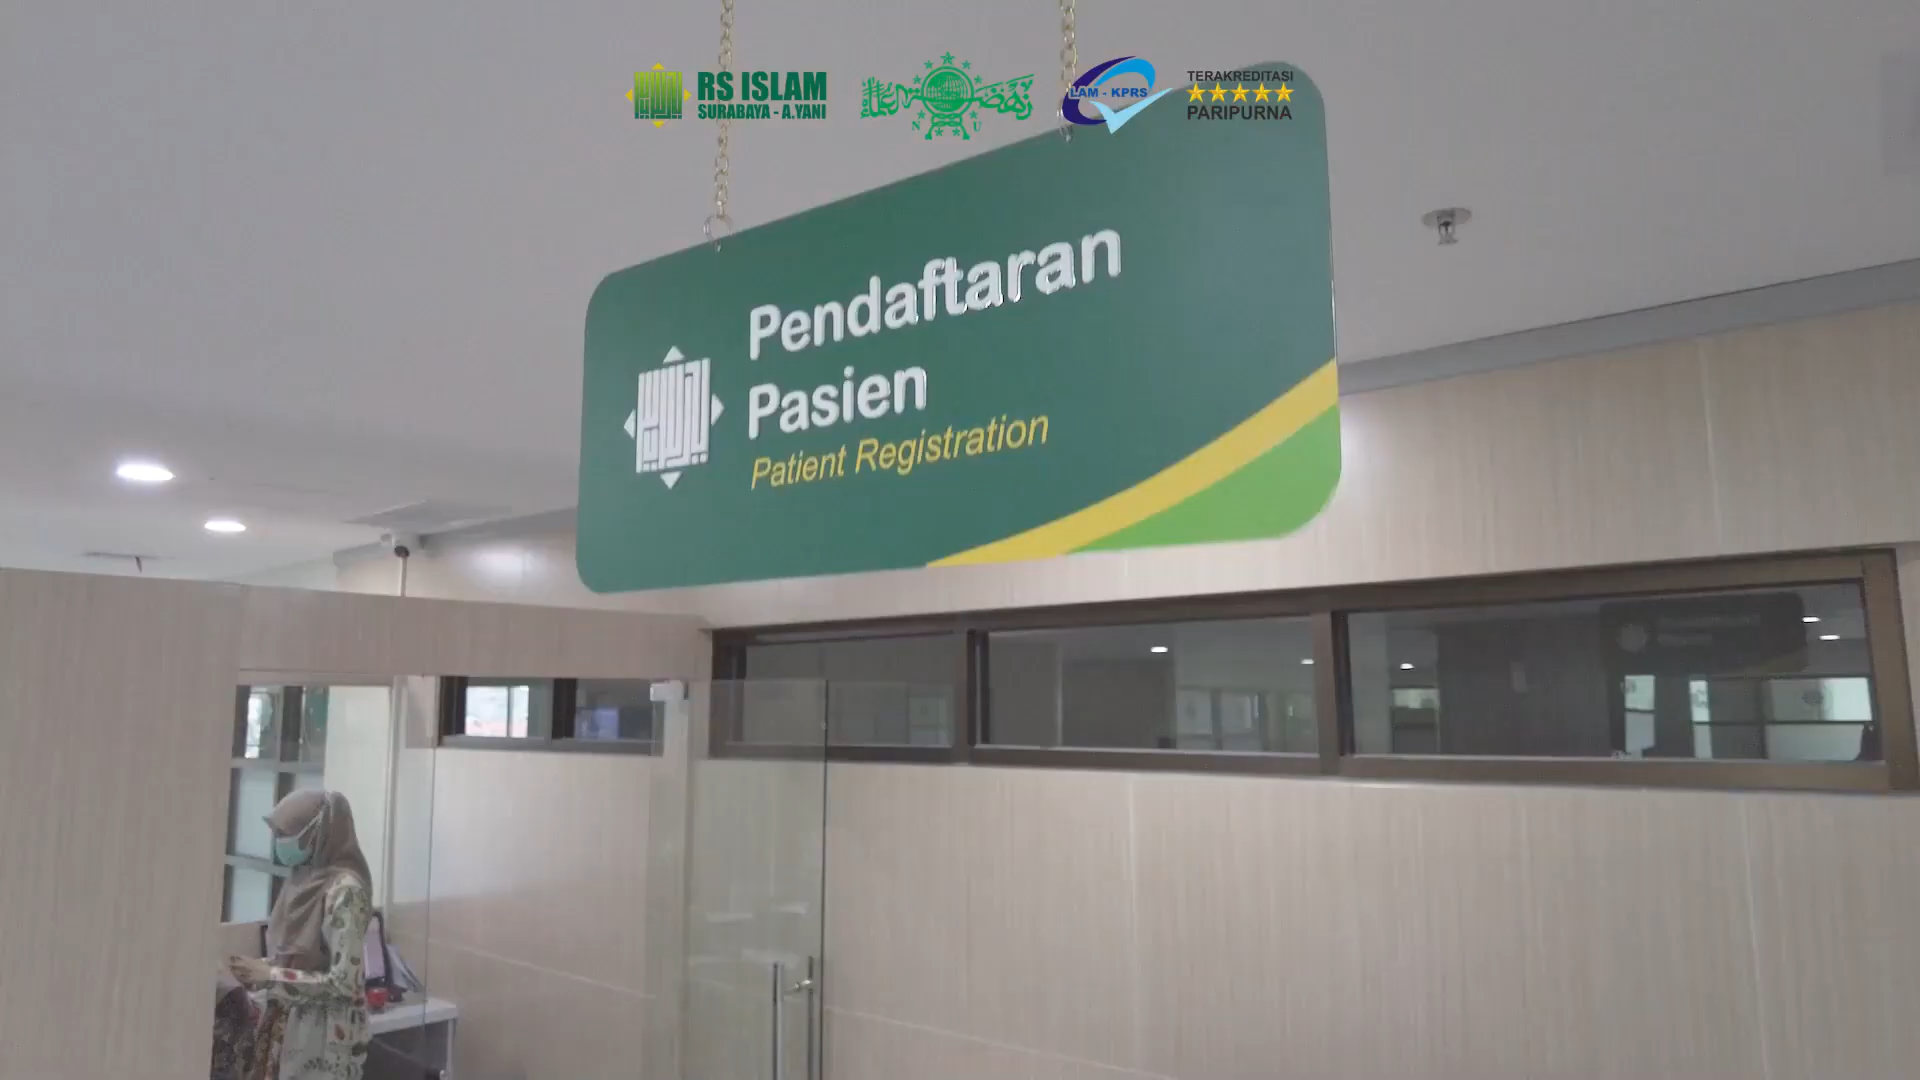 RS ISLAM
SURABAYA - A.YANI
N U
LAM - KPRS
TERAKREDITASI
PARIPURNA
Pendaftaran
Pasien
Patient Registration